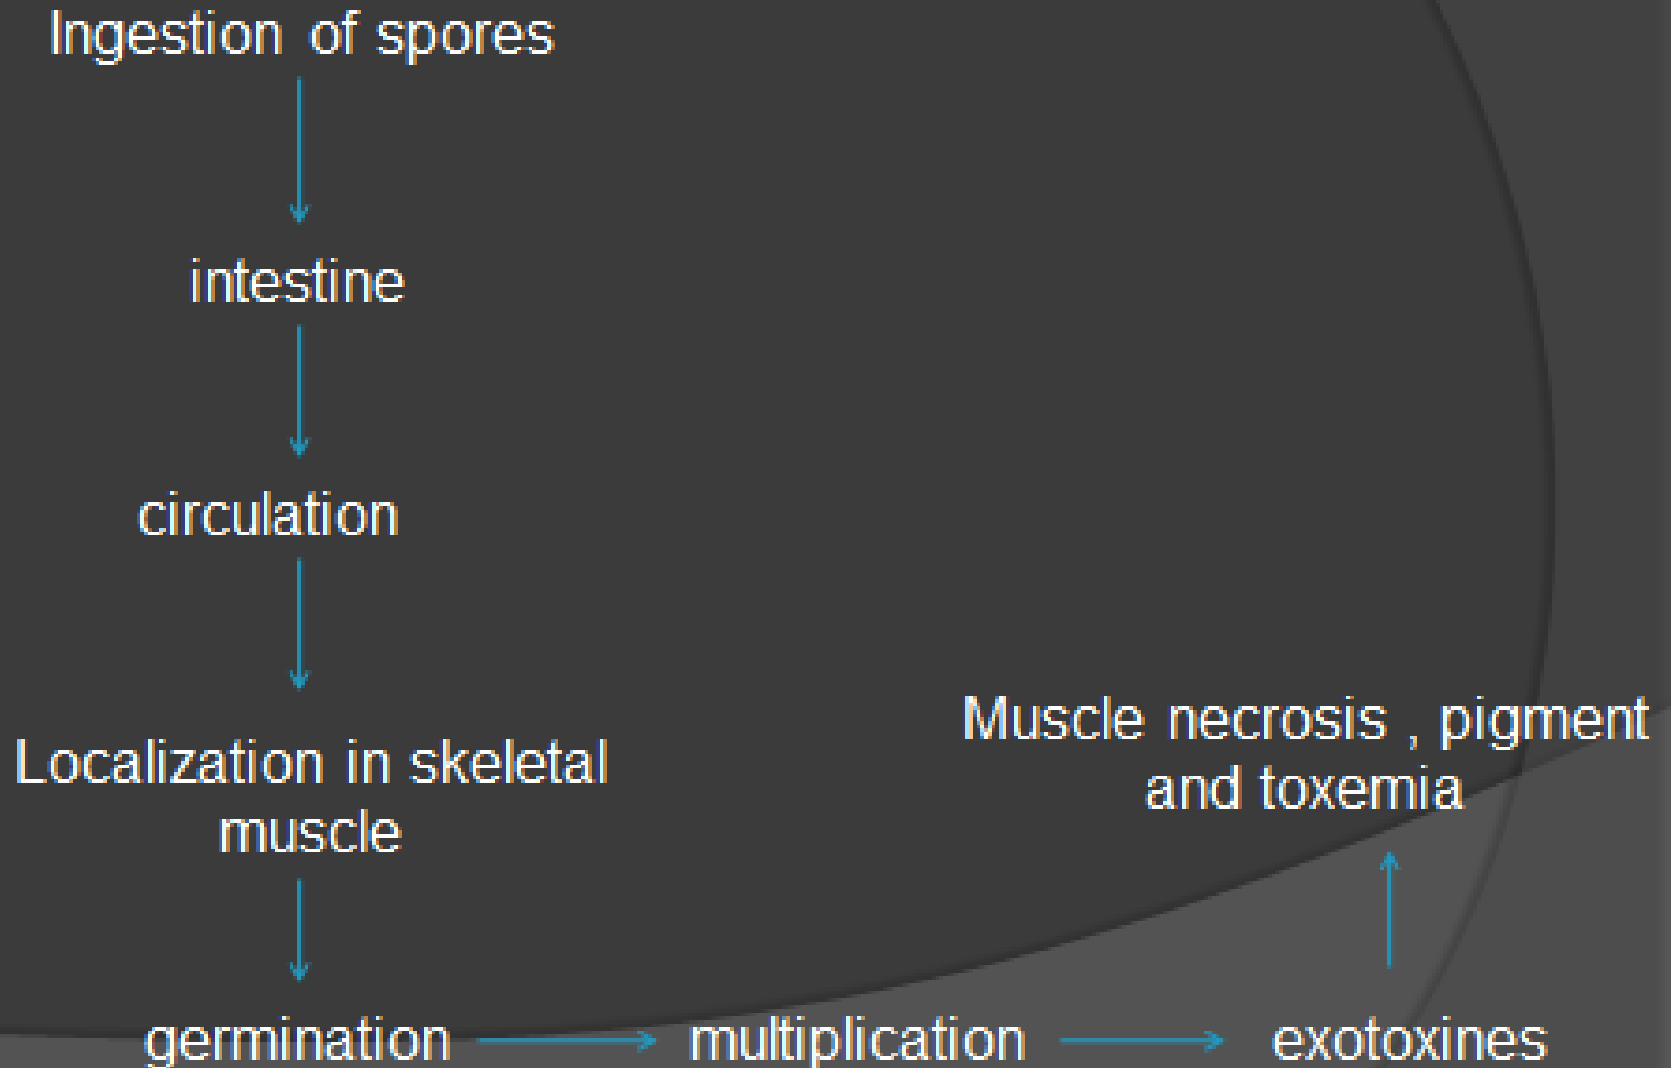 Ingestion of spores
intestine
circulation
Localization in skeletal
muscle
germination
multiplication
exotoxines
Muscle necrosis , pigment
and toxemia